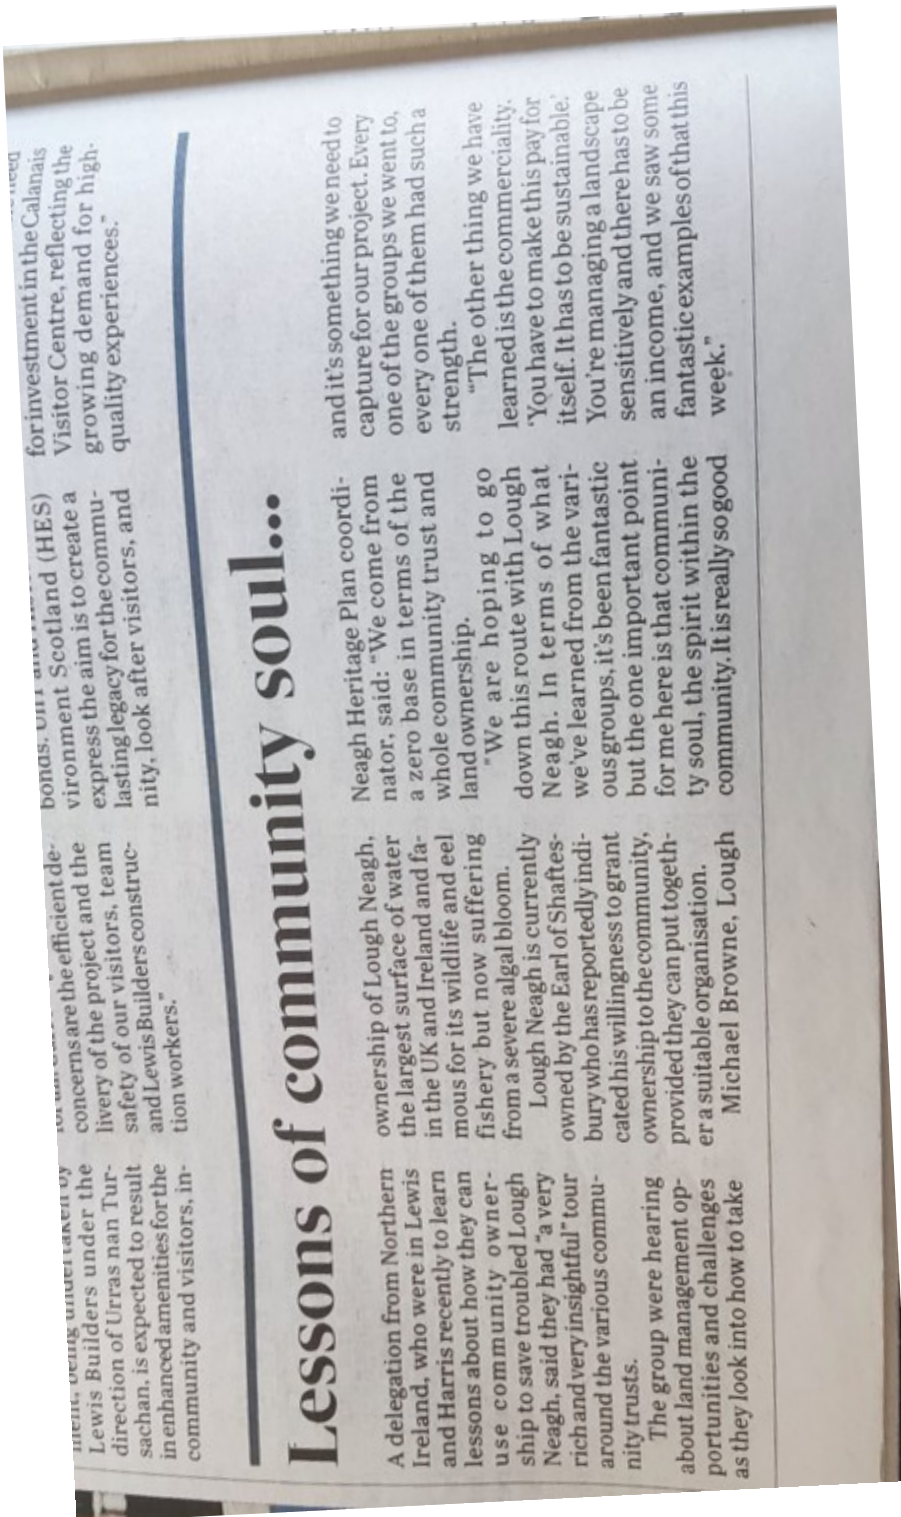 Lewis Builders under the
direction of Urras nan Tur-
sachan, is expected to result
in enhanced amenities for the
community and visitors, in-
concerns are the efficient de-
livery of the project and the
safety of our visitors, team
and Lewis Builders construc-
tion workers."
vironment Scotland (HES)
express the aim is to create a
lasting legacy for the commu-
nity, look after visitors, and
for investment in the Calanais
Visitor Centre, reflecting the
growing demand for high-
quality experiences."
Lessons of community soul...
A delegation from Northern
Ireland, who were in Lewis
and Harris recently to learn
lessons about how they can
use community owner-
ship to save troubled Lough
Neagh, said they had "a very
rich and very insightful" tour
around the various commu-
nity trusts.
The group were hearing
about land management op-
portunities and challenges
as they look into how to take
ownership of Lough Neagh,
the largest surface of water
in the UK and Ireland and fa-
mous for its wildlife and eel
fishery but now suffering
from a severe algal bloom.
Lough Neagh is currently
owned by the Earl of Shaftes-
bury who has reportedly indi-
cated his willingness to grant
ownership to the community,
provided they can put togeth-
er a suitable organisation.
Michael Browne, Lough
Neagh Heritage Plan coordi-
nator, said: "We come from
a zero base in terms of the
whole community trust and
land ownership.
"We are hoping to go
down this route with Lough
Neagh. In terms of what
we've learned from the vari-
ous groups, it's been fantastic
but the one important point
for me here is that communi-
ty soul, the spirit within the
community. It is really so good
and it's something we need to
capture for our project. Every
one of the groups we went to,
every one of them had such a
strength.
"The other thing we have
learned is the commerciality.
'You have to make this pay for
itself. It has to be sustainable.'
You're managing a landscape
sensitively and there has to be
an income, and we saw some
fantastic examples of that this
week."